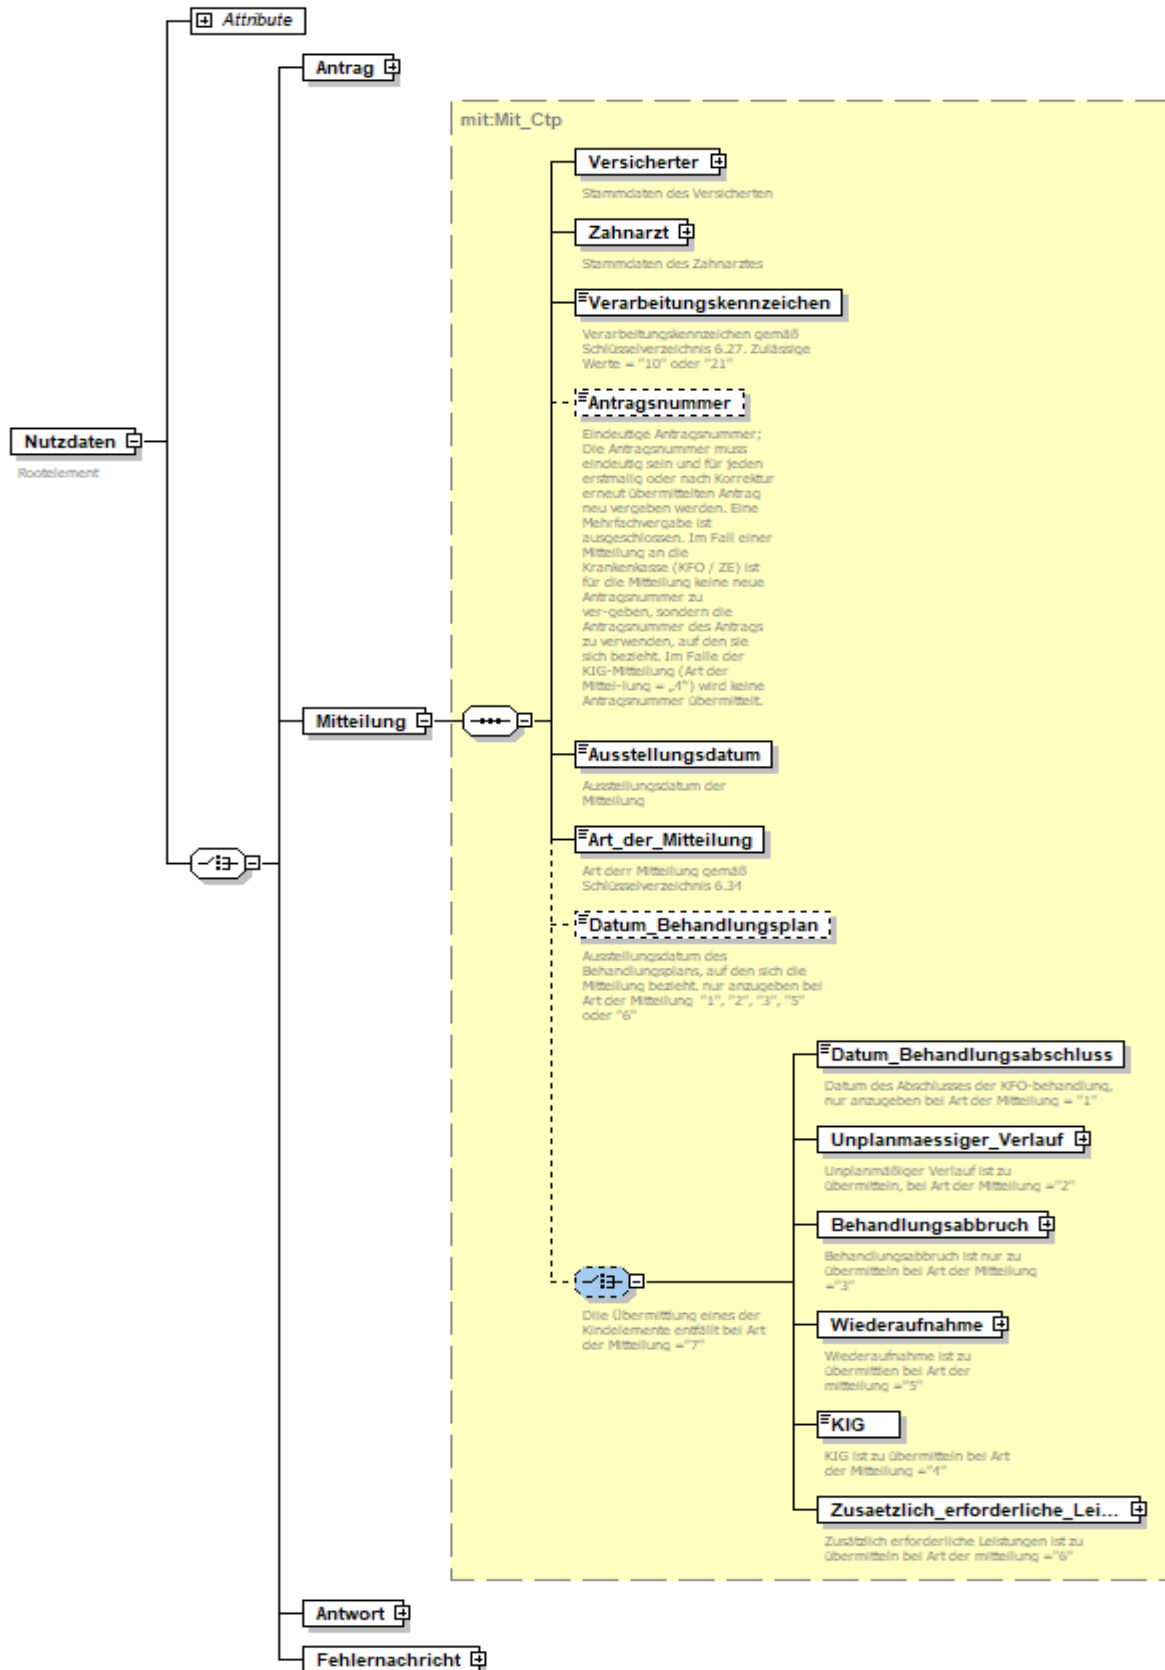 Attribute
Antrag
mit:Mit_Ctp
Versicherter
Stammdaten des Versicherten
Zahnarzt
Stammdaten des Zahnarztes
Verarbeitungskennzeichen
Verarbeitungskennzeichen gemäß
Schlüsselverzeichnis 6.27. Zulässige
Werte = "10" oder "21"
Antragsnummer
Eindeutige Antragsnummer;
Die Antragsnummer muss
eindeutig sein und für jeden
erstmalig oder nach Korrektur
erneut übermittelten Antrag
neu vergeben werden. Eine
Mehrfachvergabe ist
ausgeschlossen. Im Fall einer
Mitteilung an die
Krankenkasse (KFO / ZE) ist
für die Mitteilung keine neue
Antragsnummer zu
ver-geben, sondern die
Antragsnummer des Antrags
zu verwenden, auf den sie
sich bezieht. Im Falle der
KIG-Mitteilung (Art der
Mittei-lung = „4“) wird keine
Antragsnummer übermittelt.
Nutzdaten
Rootelement
Mitteilung
Ausstellungsdatum
Ausstellungsdatum der
Mitteilung
Art_der_Mitteilung
Art derr Mitteilung gemäß
Schlüsselverzeichnis 6.34
Datum_Behandlungsplan
Ausstellungsdatum des
Behandlungsplans, auf den sich die
Mitteilung bezieht. nur anzugeben bei
Art der Mitteilung "1", "2", "3", "5"
oder "6"
Datum_Behandlungsabschluss
Datum des Abschlusses der KFO-behandlung,
nur anzugeben bei Art der Mitteilung = "1"
Unplanmaessiger_Verlauf
Unplanmäßiger Verlauf ist zu
übermitteln, bei Art der Mitteilung ="2"
Behandlungsabbruch
Behandlungsabbruch ist nur zu
übermitteln bei Art der Mitteilung
="3"
Diie Übermittlung eines der
Kindelemente entfällt bei Art
der Mitteilung ="7"
Wiederaufnahme
Wiederaufnahme ist zu
übermittlen bei Art der
mitteilung ="5"
KIG
KIG ist zu übermitteln bei Art
der Mitteilung ="4"
Zusaetzlich_erforderliche_Lei...
Zusätzlich erforderliche Leistungen ist zu
übermitteln bei Art der mitteilung ="6"
Antwort
Fehlernachricht